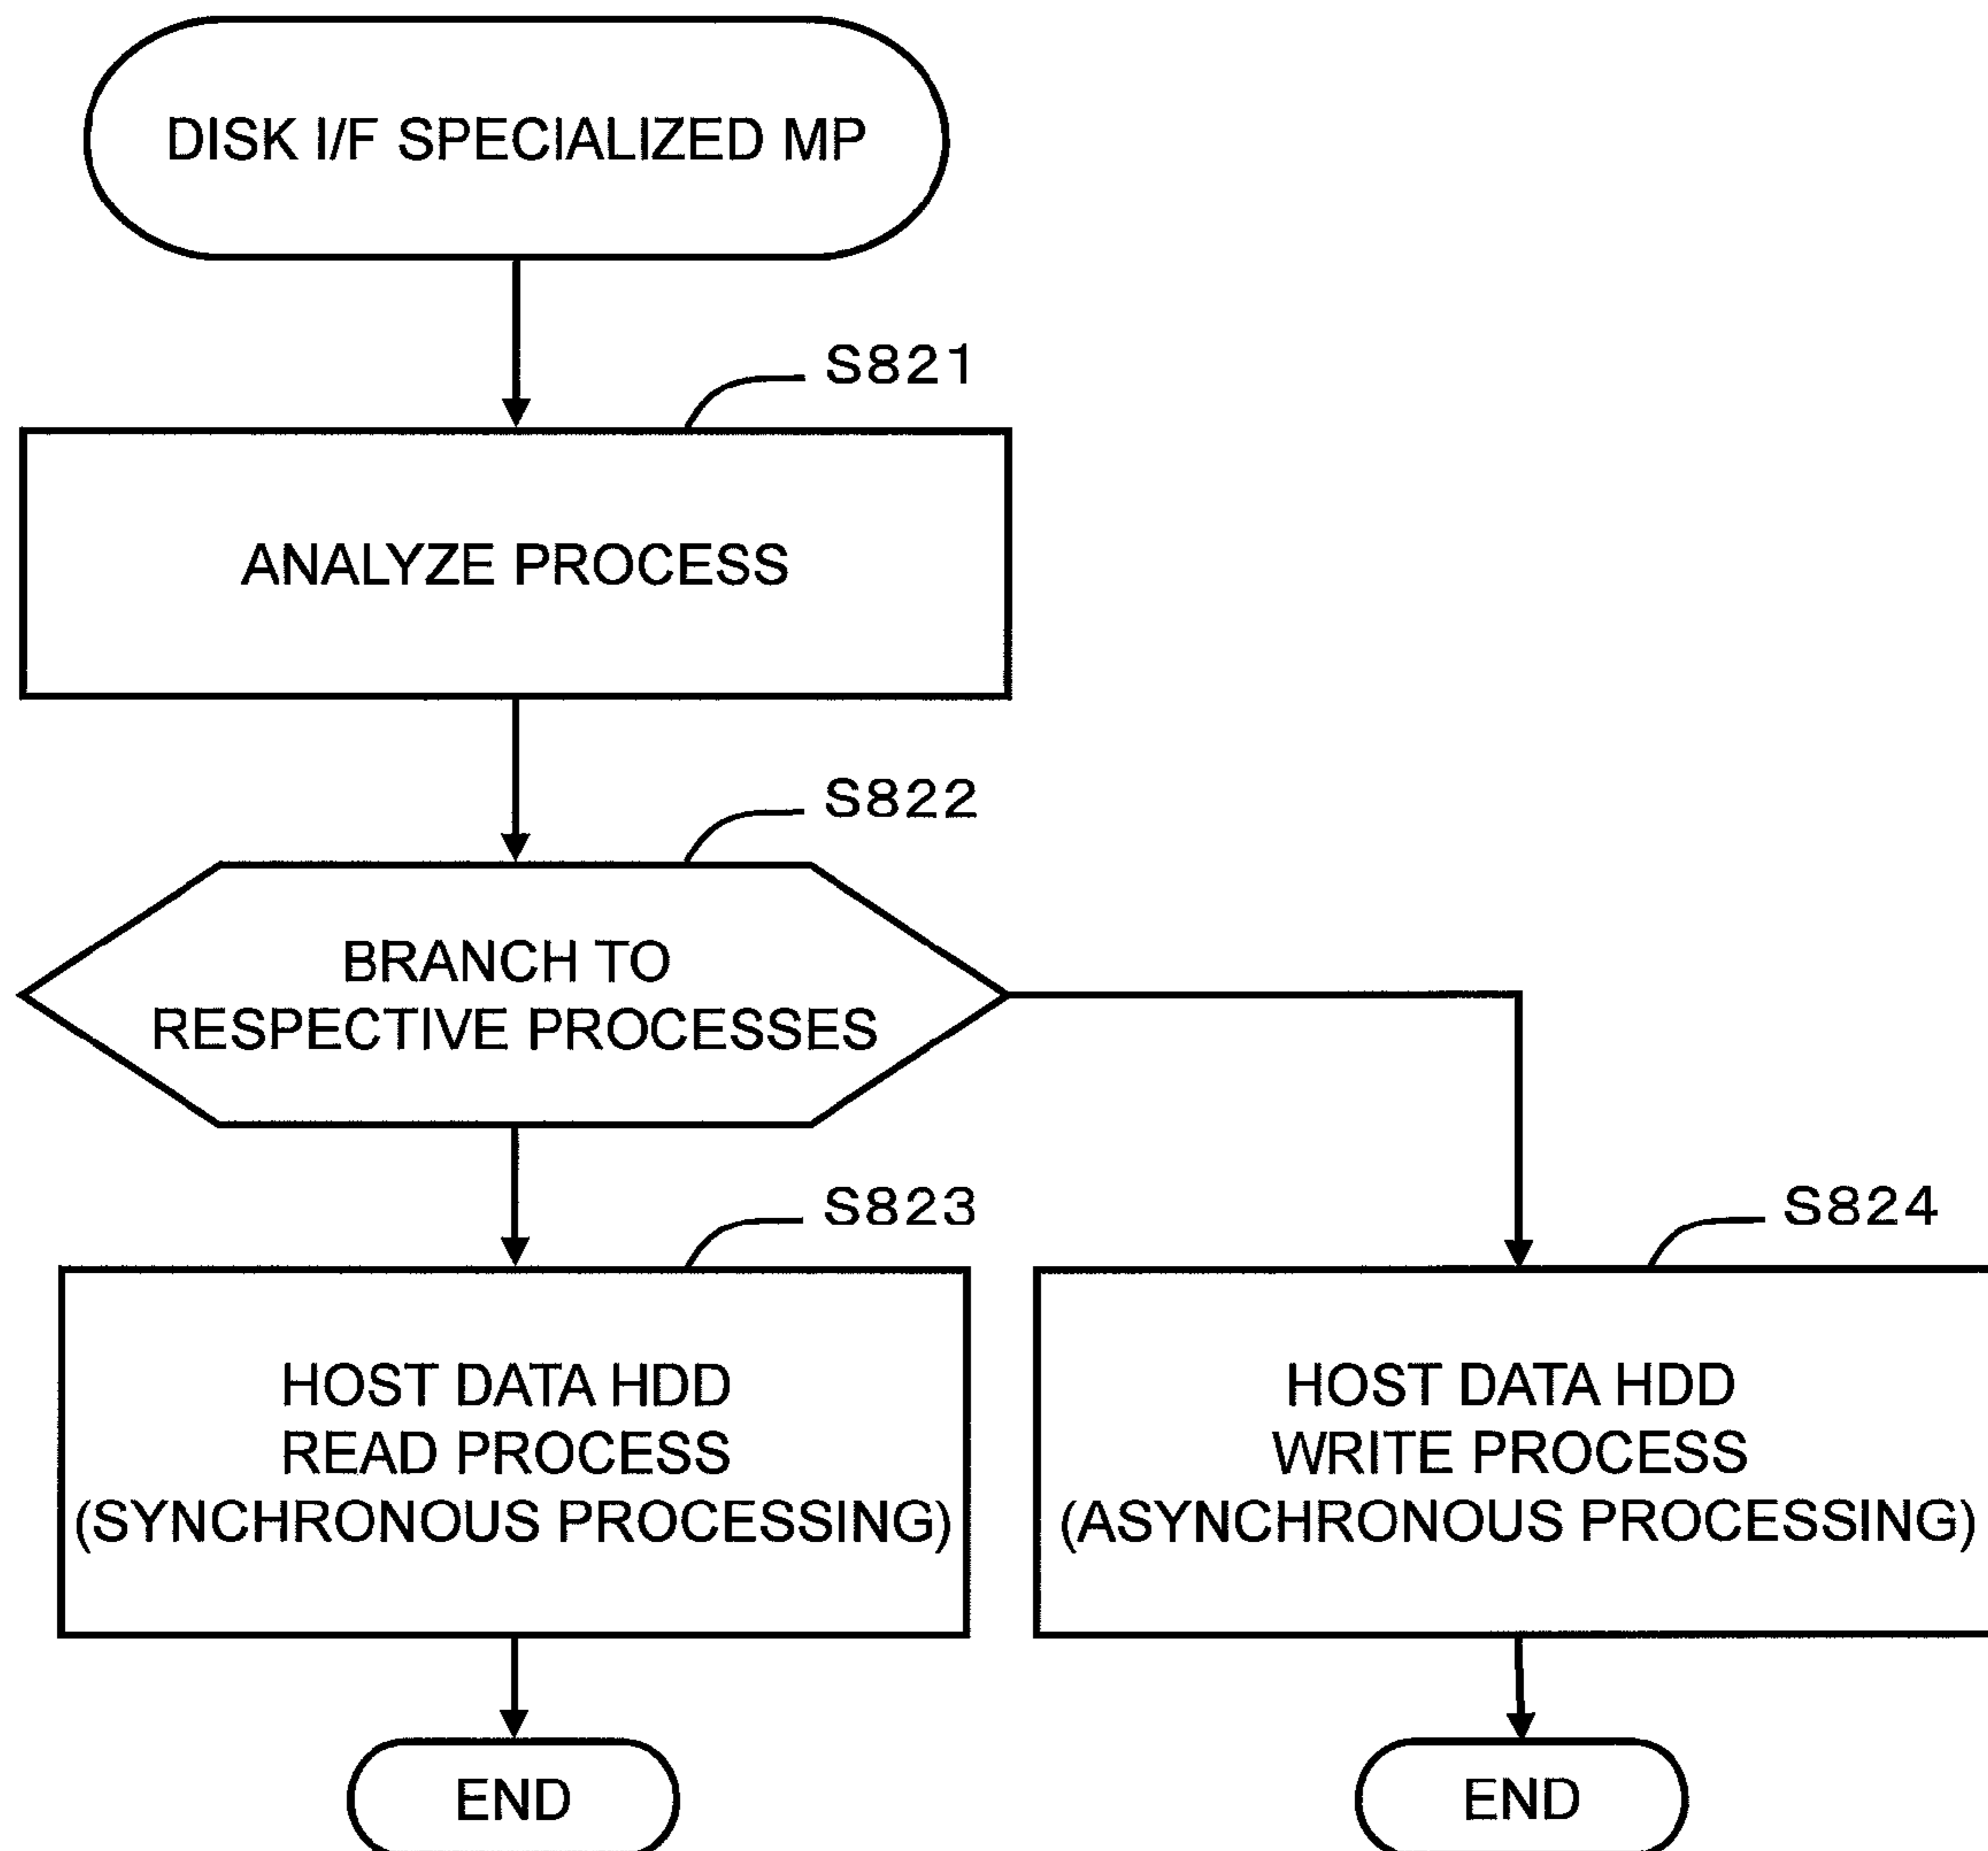 DISK I/F SPECIALIZED MP
S821
ANALYZE PROCESS
S822
BRANCH TO
RESPECTIVE PROCESSES
S823
HOST DATA HDD
READ PROCESS
(SYNCHRONOUS PROCESSING)
S824
HOST DATA HDD
WRITE PROCESS
(ASYNCHRONOUS PROCESSING)
END
END